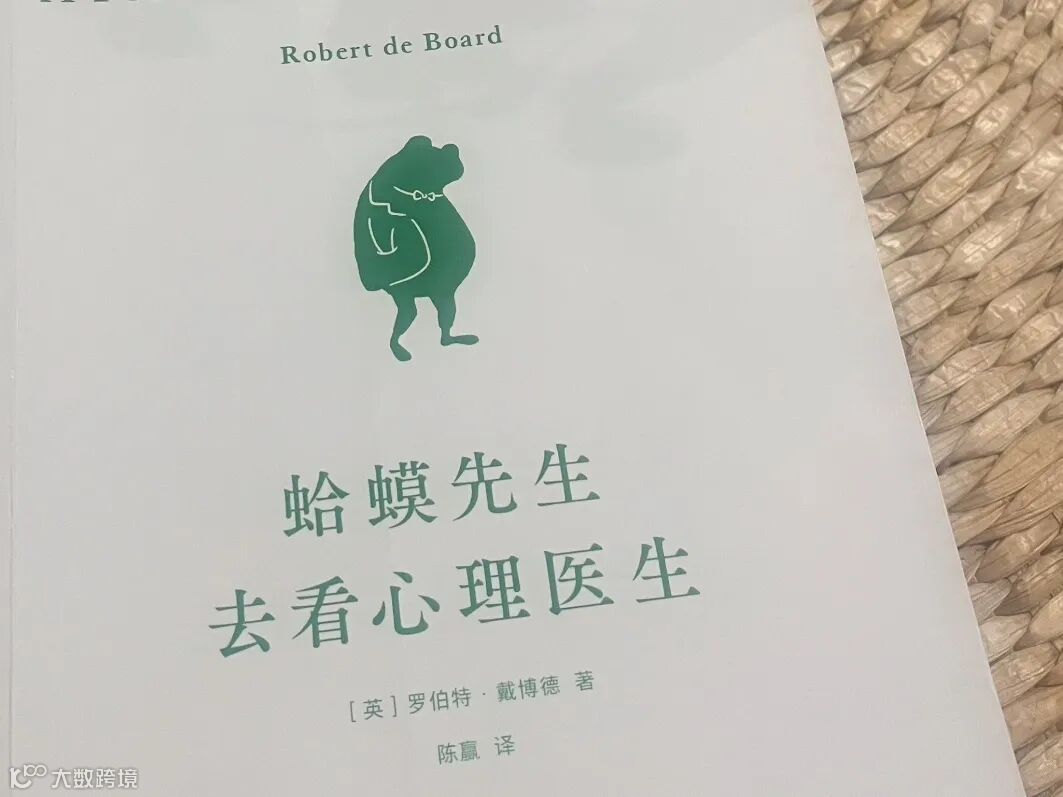 Robert de Board
蛤蟆先生
去看心理医生
[英] 罗伯特·戴博德 著
陈赢 译
大数跨境